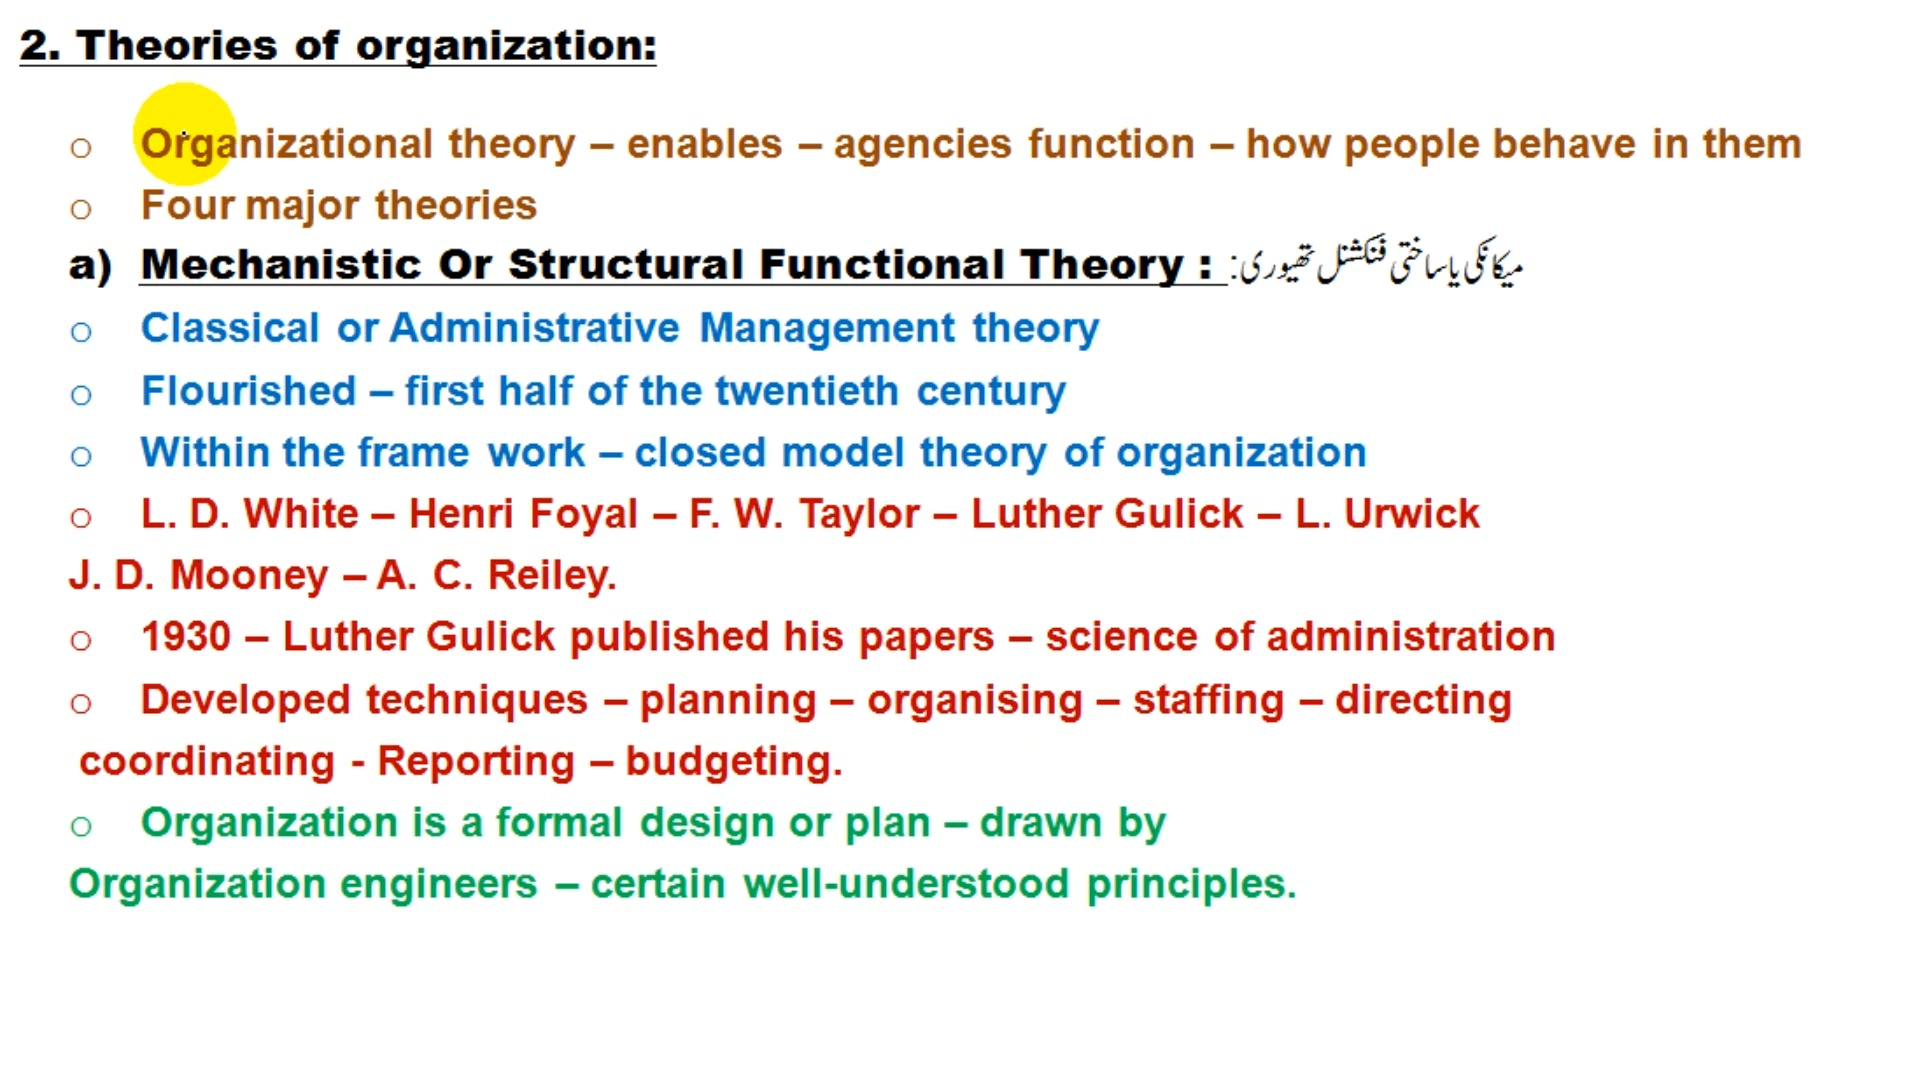 2. Theories of organization:
o Organizational theory – enables – agencies function – how people behave in them
o Four major theories
a) Mechanistic Or Structural Functional Theory : میکانکی یا ساختی فنکشنل تھیوری:
o Classical or Administrative Management theory
o Flourished – first half of the twentieth century
o Within the frame work – closed model theory of organization
o L. D. White – Henri Foyal – F. W. Taylor – Luther Gulick – L. Urwick
J. D. Mooney – A. C. Reiley.
o 1930 – Luther Gulick published his papers – science of administration
o Developed techniques – planning – organising – staffing – directing
coordinating - Reporting – budgeting.
o Organization is a formal design or plan – drawn by
Organization engineers – certain well-understood principles.